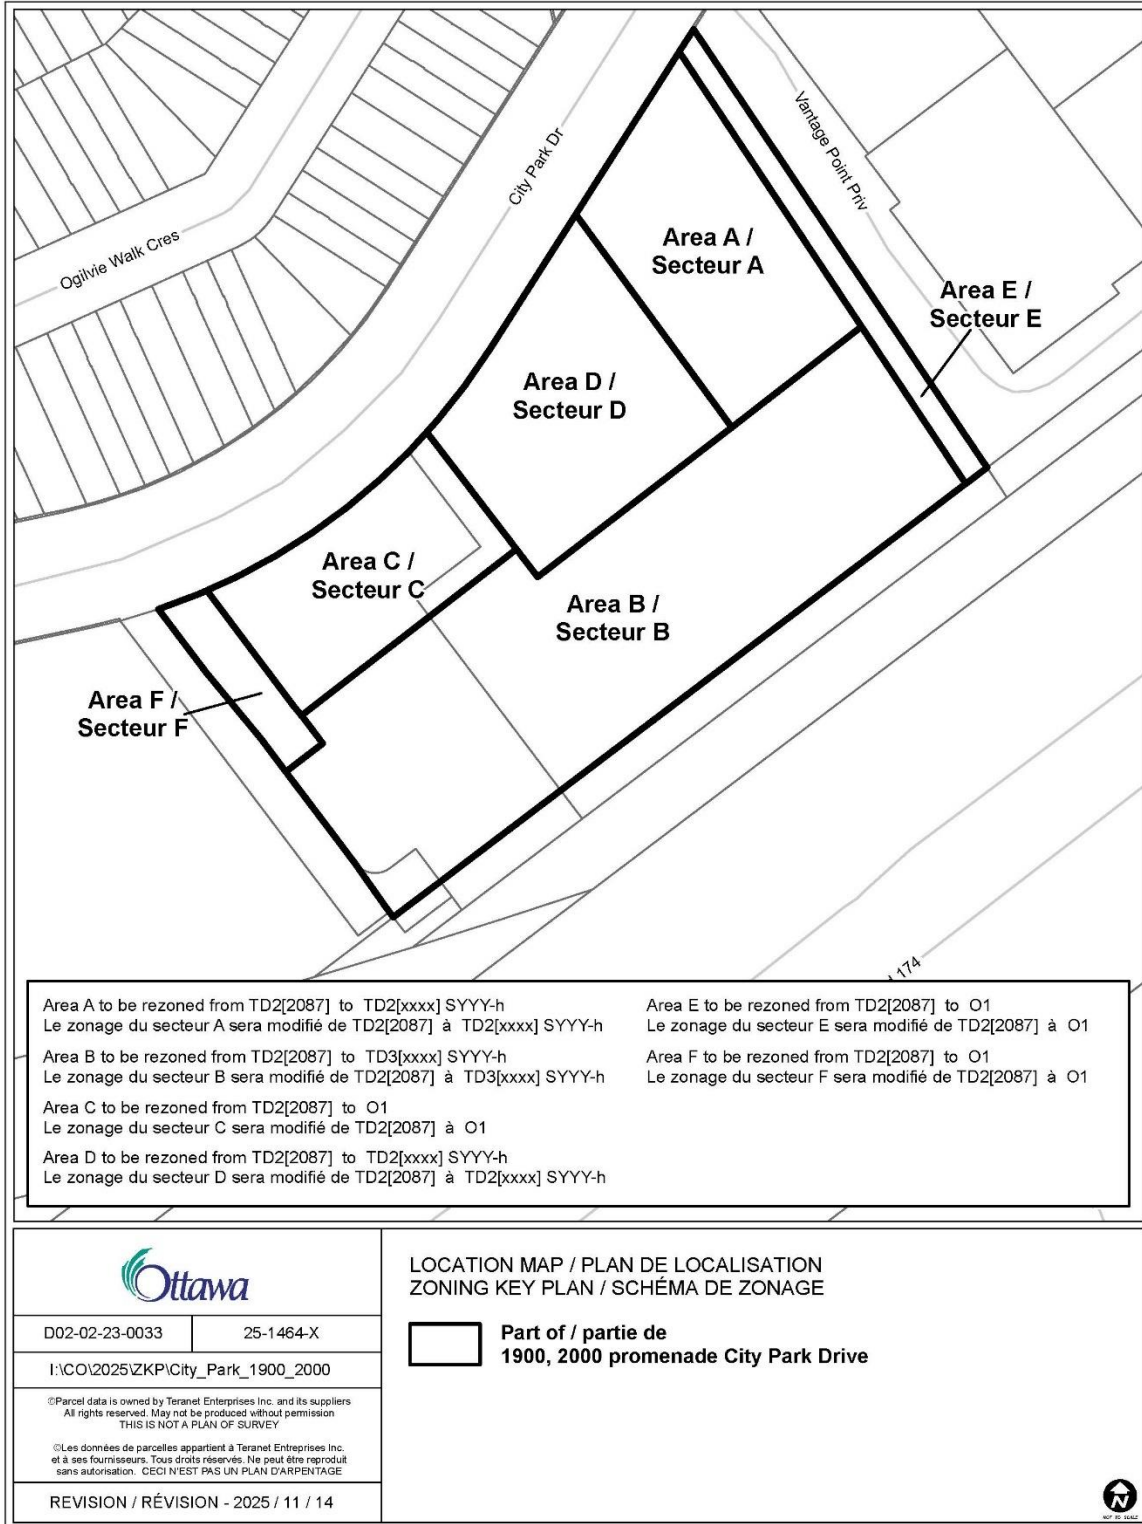 City Park Dr
Vantage Point Priv
Ogilvie Walk Cres
Area A /
Secteur A
Area E /
Secteur E
Area D /
Secteur D
Area C /
Secteur C
Area B /
Secteur B
Area F /
Secteur F
174
Area A to be rezoned from TD2[2087] to TD2[xxxx] SYYY-h
Le zonage du secteur A sera modifié de TD2[2087] à TD2[xxxx] SYYY-h
Area B to be rezoned from TD2[2087] to TD3[xxxx] SYYY-h
Le zonage du secteur B sera modifié de TD2[2087] à TD3[xxxx] SYYY-h
Area C to be rezoned from TD2[2087] to O1
Le zonage du secteur C sera modifié de TD2[2087] à O1
Area D to be rezoned from TD2[2087] to TD2[xxxx] SYYY-h
Le zonage du secteur D sera modifié de TD2[2087] à TD2[xxxx] SYYY-h
Area E to be rezoned from TD2[2087] to O1
Le zonage du secteur E sera modifié de TD2[2087] à O1
Area F to be rezoned from TD2[2087] to O1
Le zonage du secteur F sera modifié de TD2[2087] à O1
Ottawa
D02-02-23-0033
25-1464-X
I:\CO\2025\ZKP\City_Park_1900_2000
©Parcel data is owned by Teranet Enterprises Inc. and its suppliers
All rights reserved. May not be produced without permission
THIS IS NOT A PLAN OF SURVEY
©Les données de parcelles appartient à Teranet Entreprises Inc.
et à ses fournisseurs. Tous droits réservés. Ne peut être reproduit
sans autorisation. CECI N'EST PAS UN PLAN D'ARPENTAGE
REVISION / RÉVISION - 2025 / 11 / 14
LOCATION MAP / PLAN DE LOCALISATION
ZONING KEY PLAN / SCHÉMA DE ZONAGE
Part of / partie de
1900, 2000 promenade City Park Drive
N
NOT TO SCALE